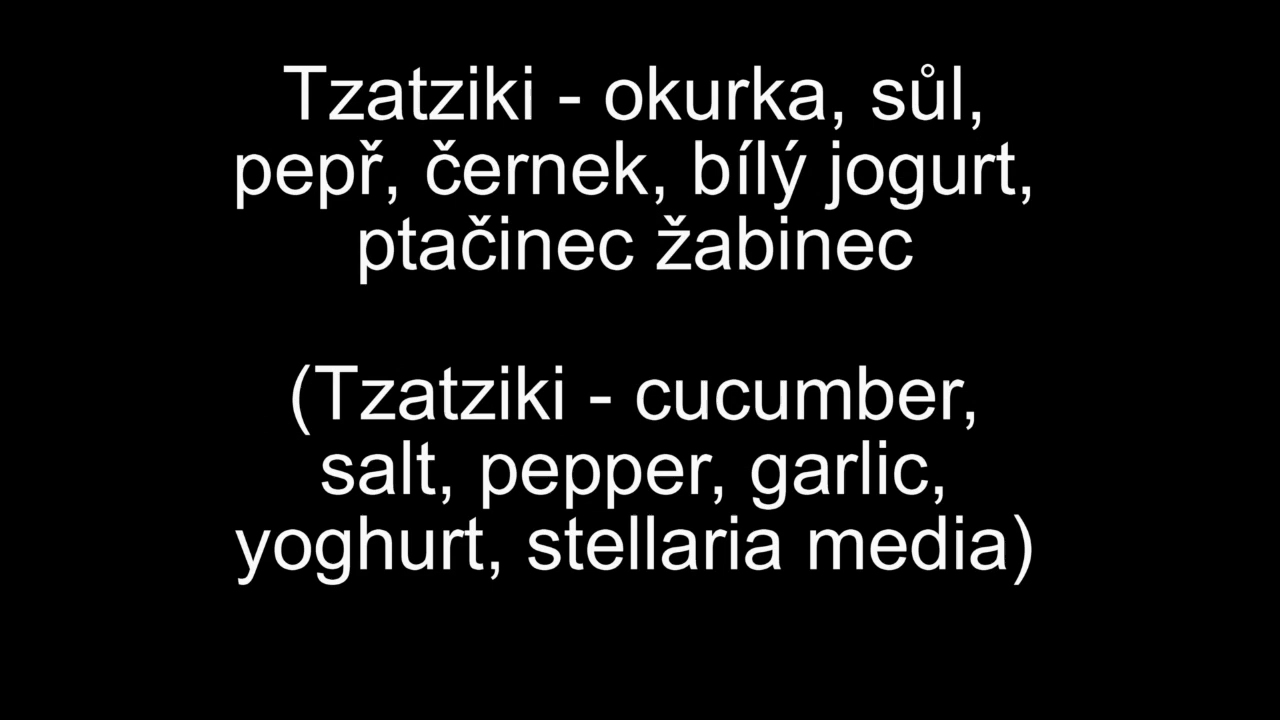 Tzatziki - okurka, sůl,
pepř, černek, bílý jogurt,
ptačinec žabinec
(Tzatziki - cucumber,
salt, pepper, garlic,
yoghurt, stellaria media)